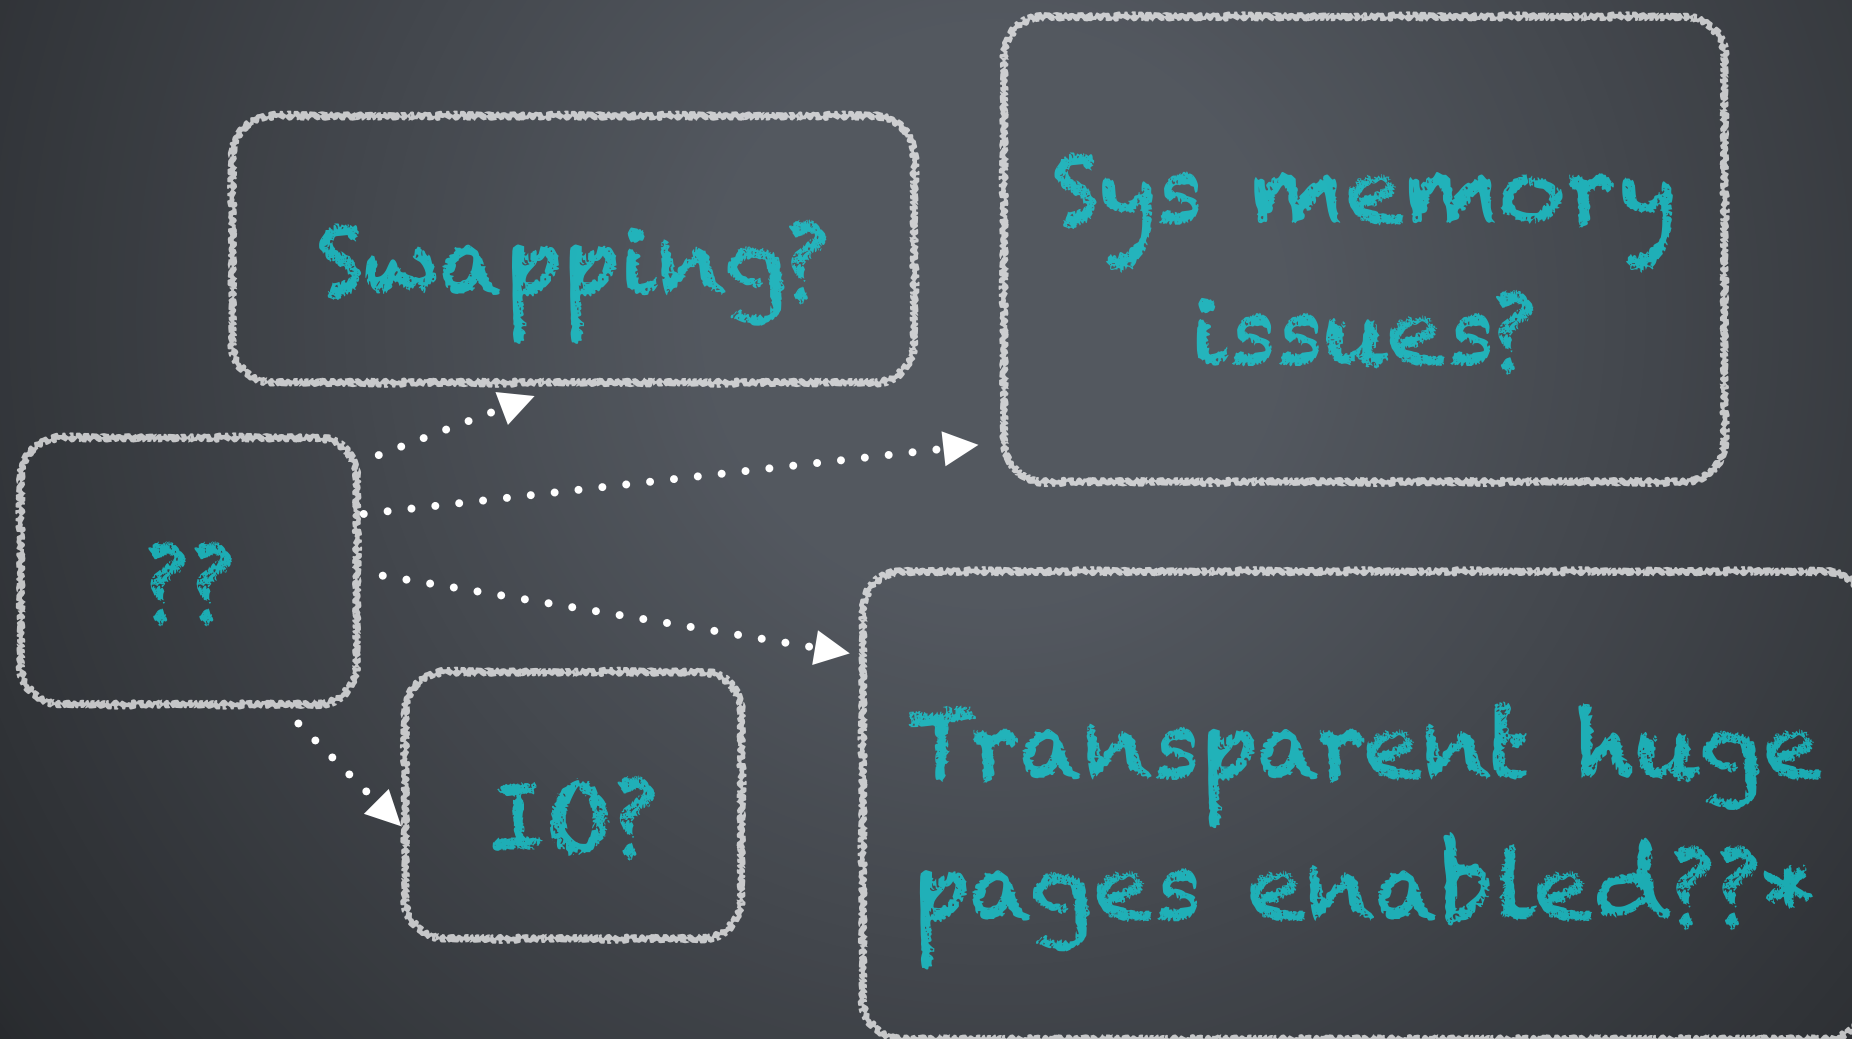 Swapping?
Sys memory
issues?
??
IO?
Transparent huge
pages enabled??*